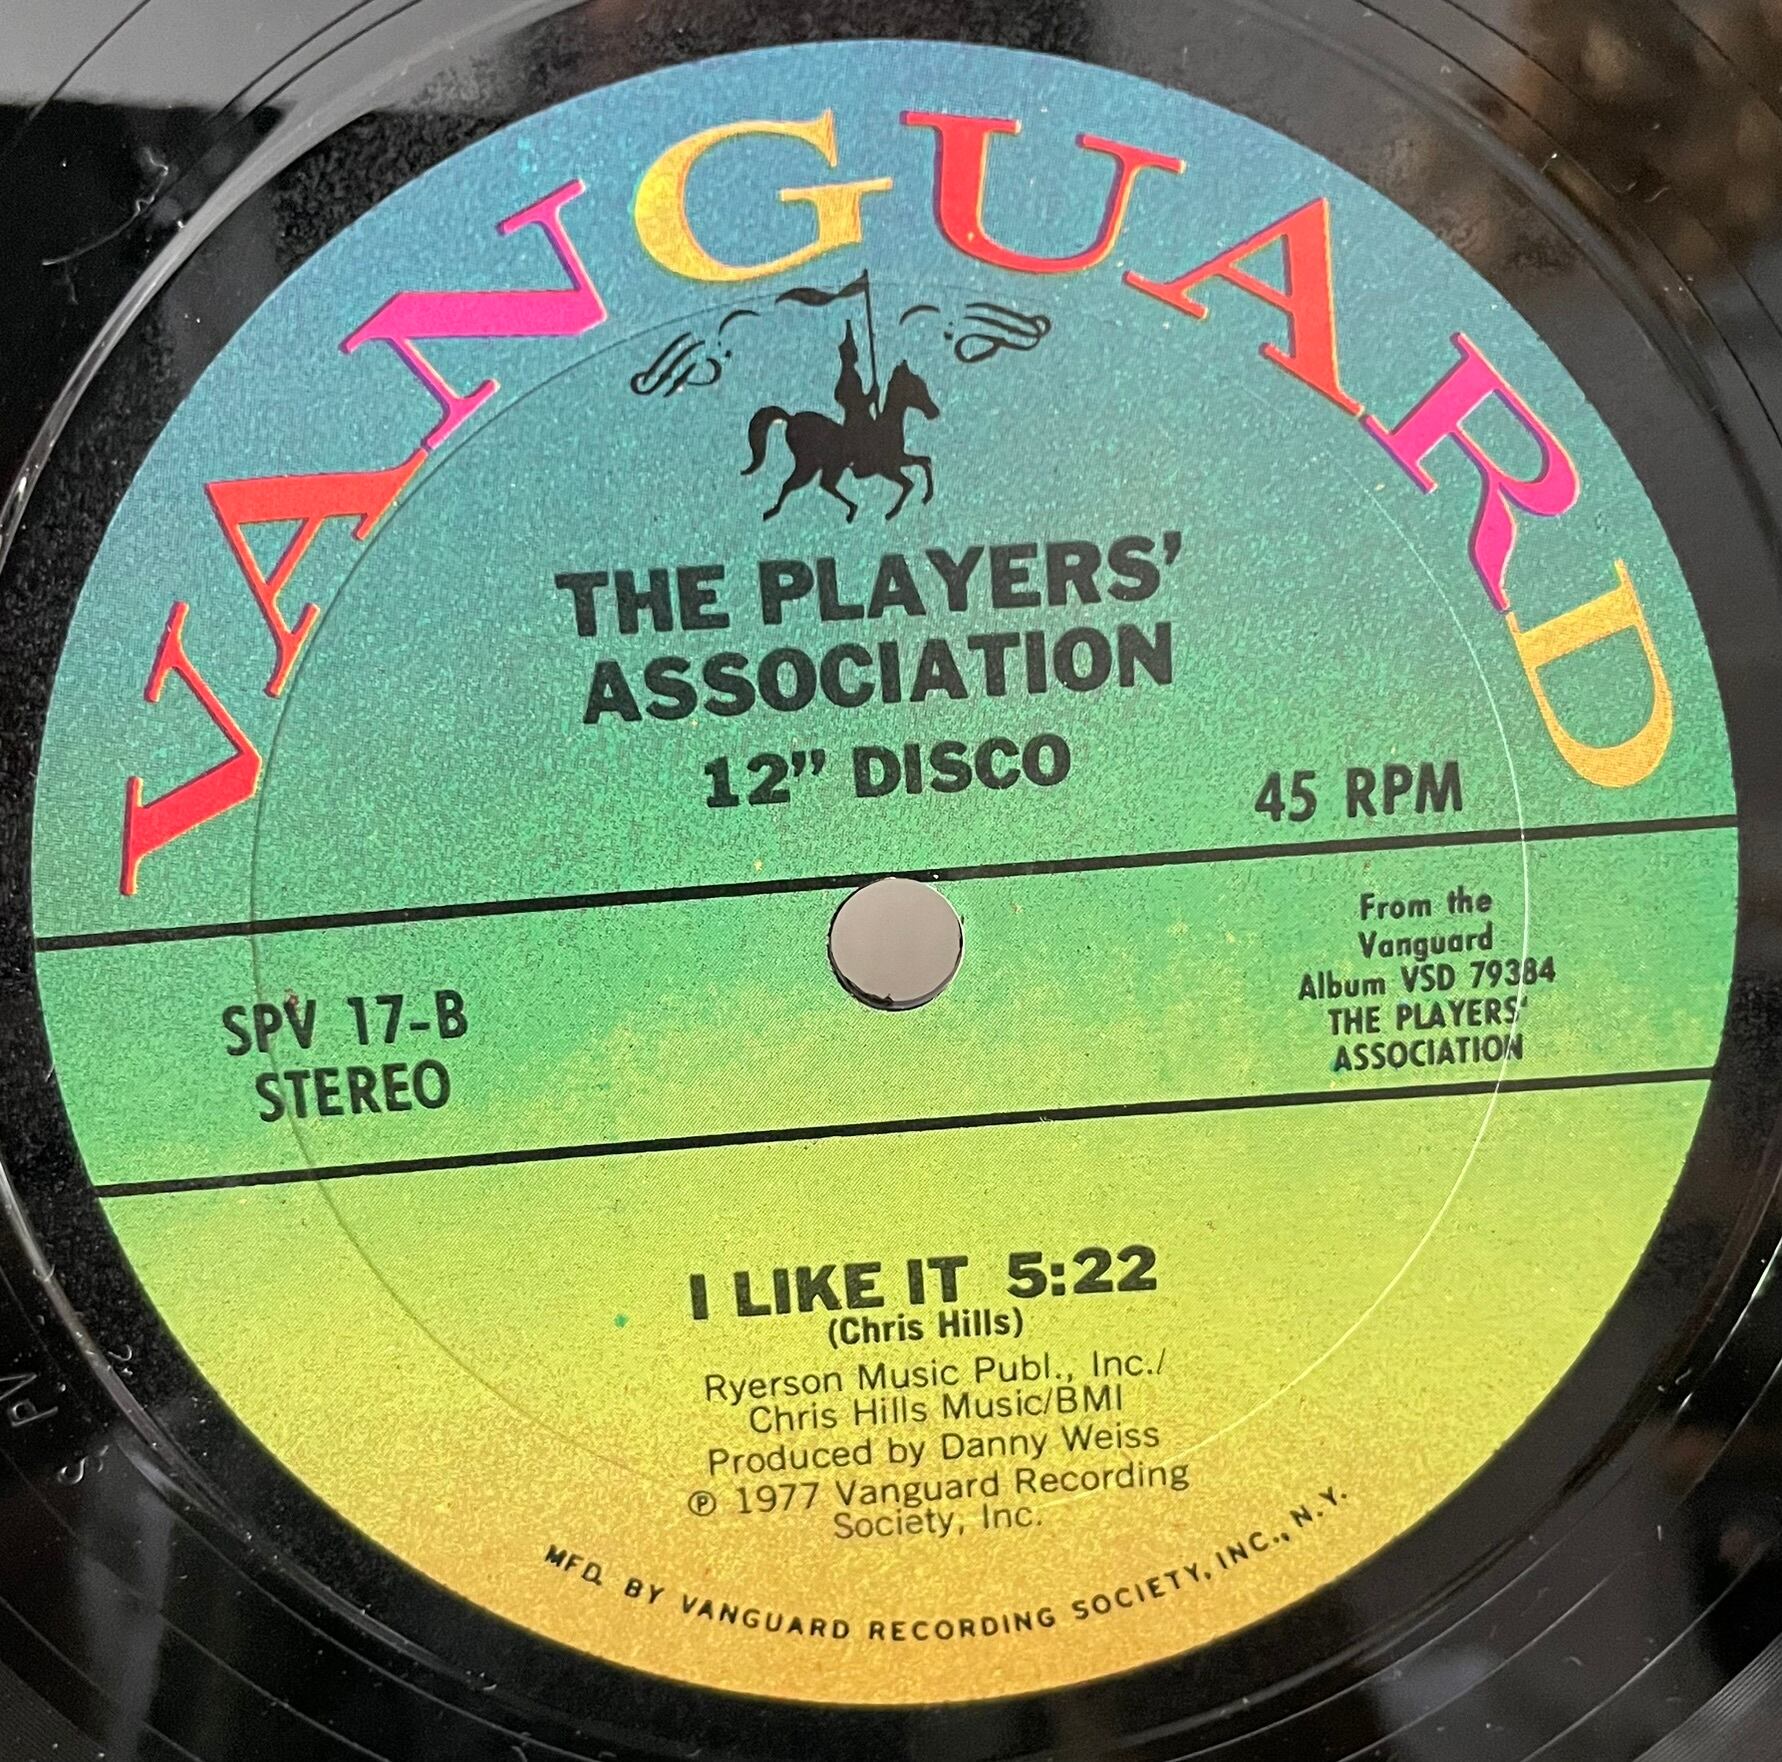 VANGUARD
THE PLAYERS'
ASSOCIATION
12" DISCO
45 RPM
SPV 17-B
STEREO
From the
Vanguard
Album VSD 79384
THE PLAYERS'
ASSOCIATION
I LIKE IT 5:22
(Chris Hills)
Ryerson Music Publ., Inc./
Chris Hills Music/BMI
Produced by Danny Weiss
℗ 1977 Vanguard Recording
Society, Inc.
MFD. BY VANGUARD RECORDING SOCIETY, INC., N.Y.